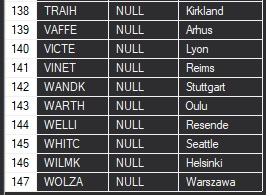 138 TRAIH NULL Kirkland
139 VAFFE NULL Arhus
140 VICTE NULL Lyon
141 VINET NULL Reims
142 WANDK NULL Stuttgart
143 WARTH NULL Oulu
144 WELLI NULL Resende
145 WHITC NULL Seattle
146 WILMK NULL Helsinki
147 WOLZA NULL Warszawa